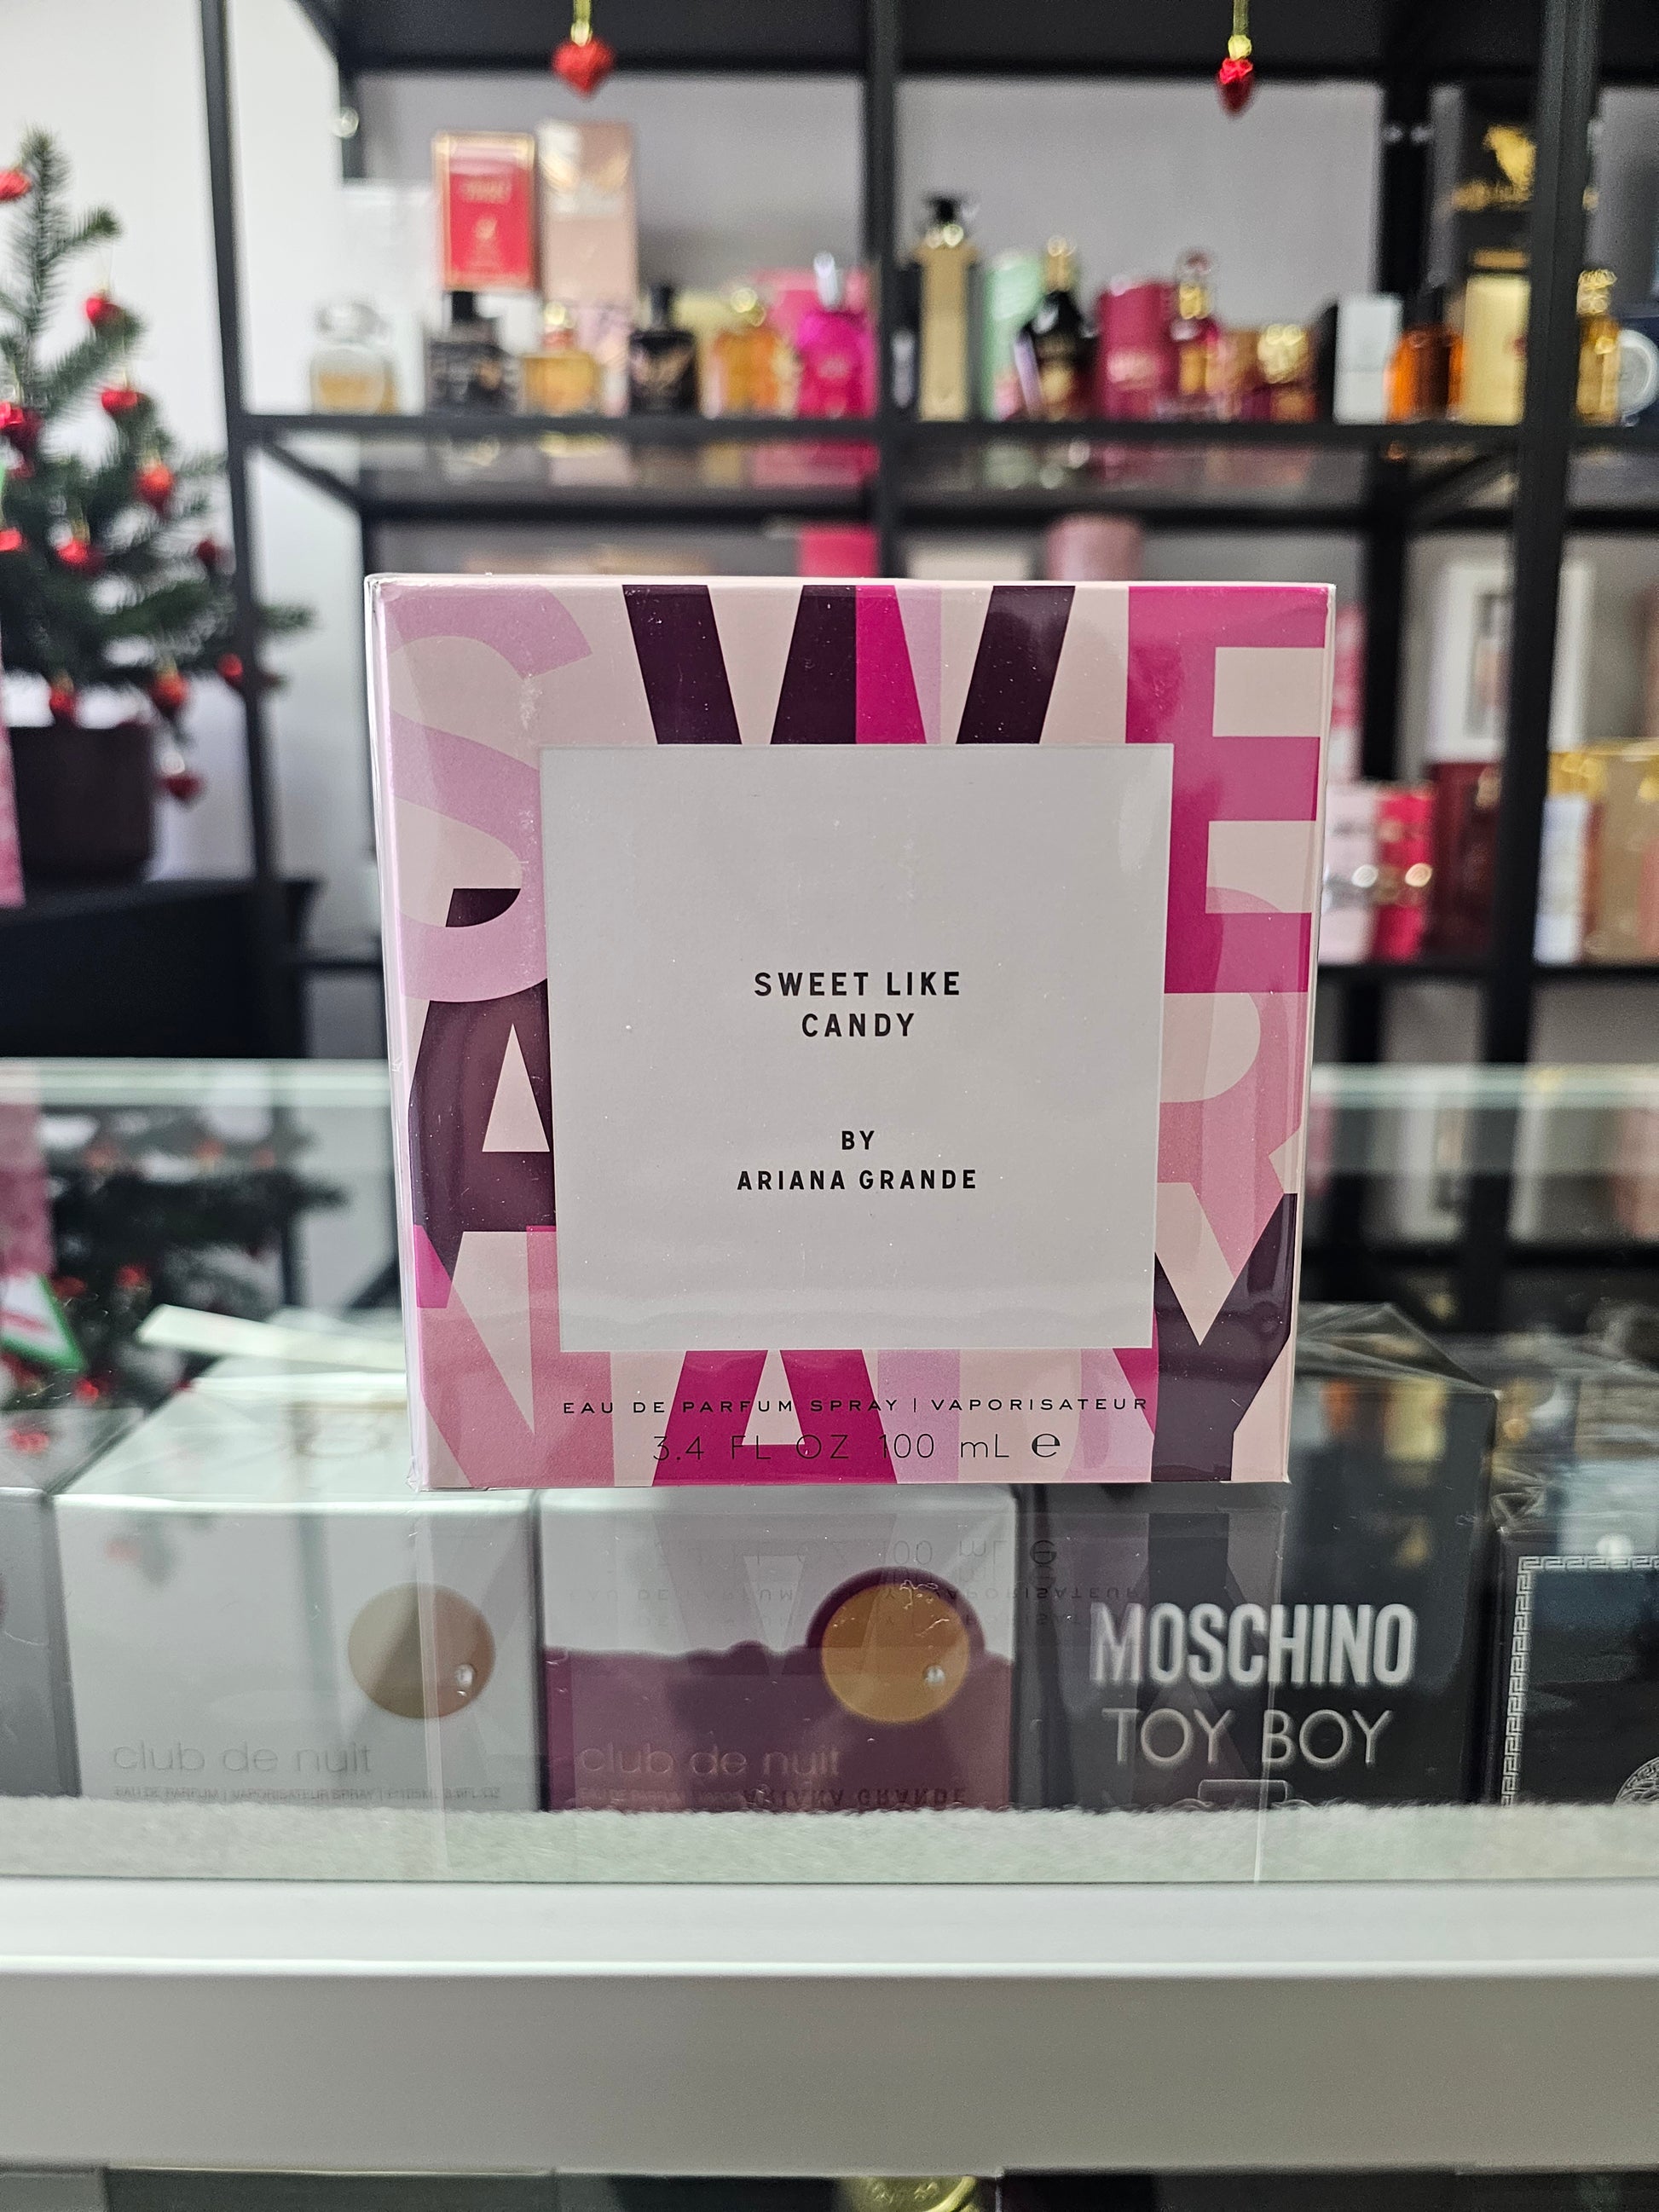 SWEET LIKE
CANDY
BY
ARIANA GRANDE
EAU DE PARFUM SPRAY | VAPORISATEUR
3.4 FL OZ 100 mL e
club de nuit
club de nuit
MOSCHINO
TOY BOY